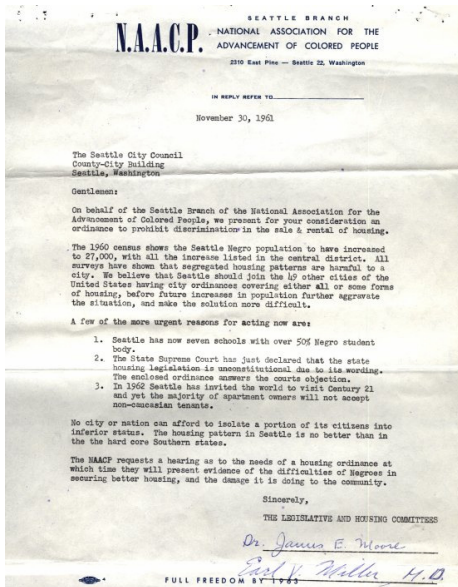 SEATTLE BRANCH
N.A.A.C.P. NATIONAL ASSOCIATION FOR THE
ADVANCEMENT OF COLORED PEOPLE
2310 East Pine — Seattle 22, Washington
IN REPLY REFER TO
November 30, 1961
The Seattle City Council
County-City Building
Seattle, Washington
Gentlemen:
On behalf of the Seattle Branch of the National Association for the
Advancement of Colored People, we present for your consideration an
ordinance to prohibit discrimination in the sale & rental of housing.
The 1960 census shows the Seattle Negro population to have increased
to 27,000, with all the increase listed in the central district. All
surveys have shown that segregated housing patterns are harmful to a
city. We believe that Seattle should join the 49 other cities of the
United States having city ordinances covering either all or some forms
of housing, before future increases in population further aggravate
the situation, and make the solution more difficult.
A few of the more urgent reasons for acting now are:
1. Seattle has now seven schools with over 50% Negro student
body.
2. The State Supreme Court has just declared that the state
housing legislation is unconstitutional due to its wording.
The enclosed ordinance answers the courts objection.
3. In 1962 Seattle has invited the world to visit Century 21
and yet the majority of apartment owners will not accept
non-caucasian tenants.
No city or nation can afford to isolate a portion of its citizens into
inferior status. The housing pattern in Seattle is no better than in
the the hard core Southern states.
The NAACP requests a hearing as to the needs of a housing ordinance at
which time they will present evidence of the difficulties of Negroes in
securing better housing, and the damage it is doing to the community.
Sincerely,
THE LEGISLATIVE AND HOUSING COMMITTEES
Dr. James E. Moore
Earl V. Miller, M.D.
FULL FREEDOM BY 1963